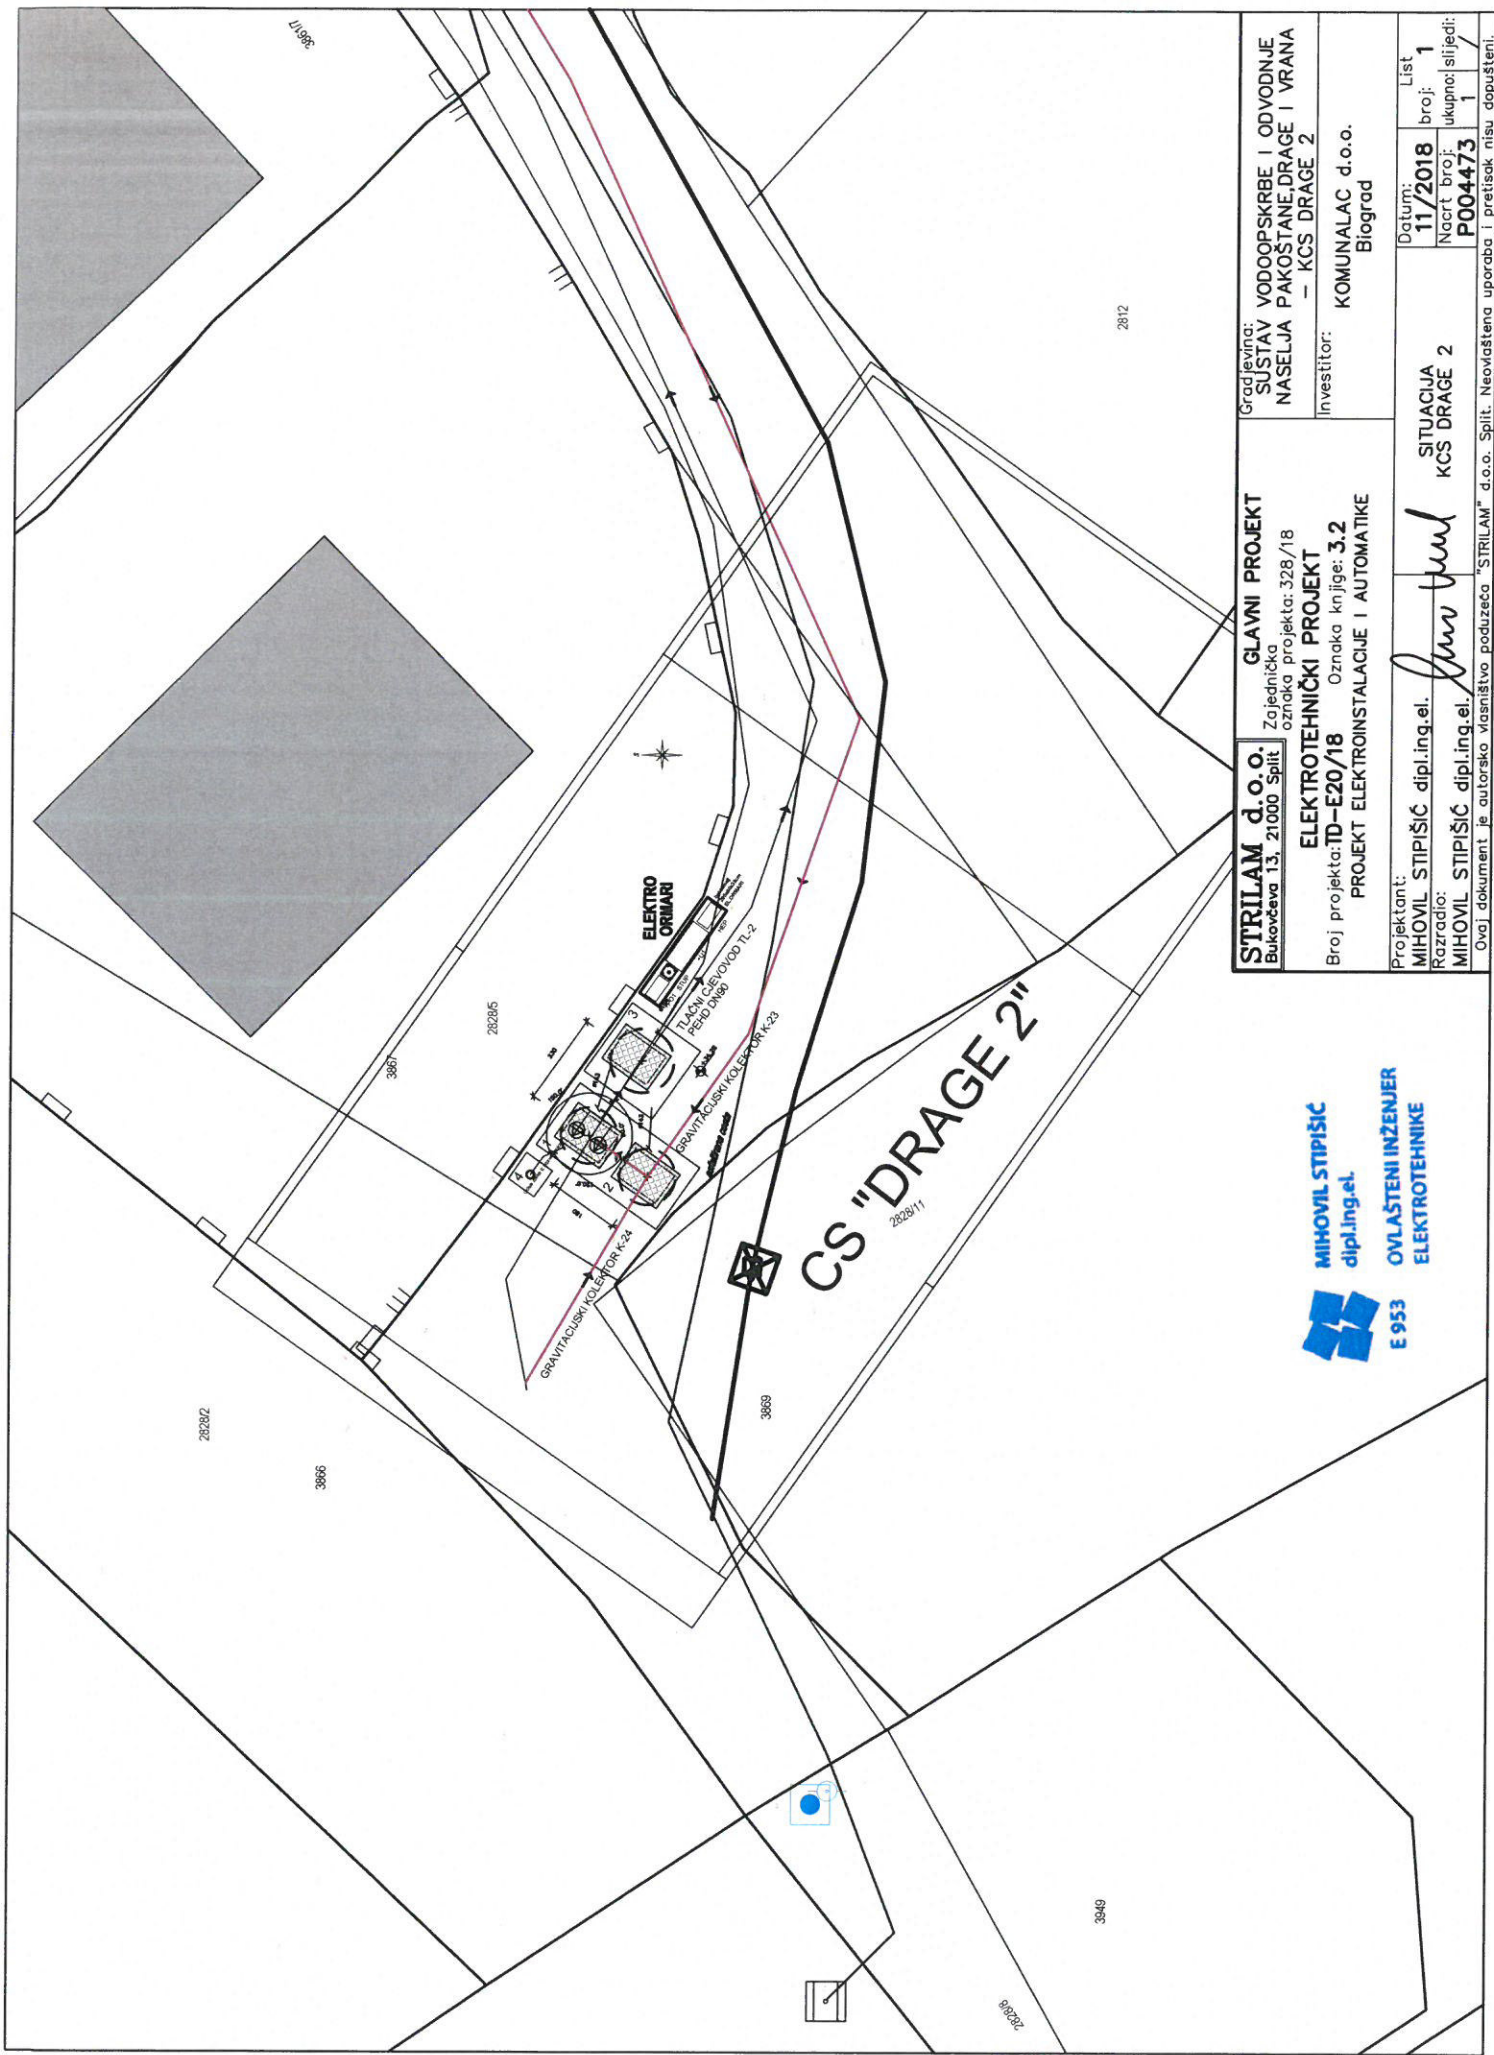 3861/7
2812
2828/5
3867
ELEKTRO
ORMARI
HEP
TLAČNI CJEVOVOD TL-2
PEHD DN90
GRAVITACIJSKI KOLEKTOR K-23
GRAVITACIJSKI KOLEKTOR K-24
1
2
3
4
CS "DRAGE 2"
2828/11
3869
2828/2
3866
3949
2828/8
MIHOVIL STIPIŠIĆ
dipl.ing.el.
OVLAŠTENI INŽENJER
ELEKTROTEHNIKE
E 953
STRILAM d.o.o.
Bukovčeva 13, 21000 Split
GLAVNI PROJEKT
Zajednička
oznaka projekta: 328/18
ELEKTROTEHNIČKI PROJEKT
Broj projekta: TD-E20/18 Oznaka knjige: 3.2
PROJEKT ELEKTROINSTALACIJE I AUTOMATIKE
Gradjevina:
SUSTAV VODOOPSKRBE I ODVODNJE
NASELJA PAKOŠTANE,DRAGE I VRANA
- KCS DRAGE 2
Investitor:
KOMUNALAC d.o.o.
Biograd
Projektant:
MIHOVIL STIPIŠIĆ dipl.ing.el.
Razradio:
MIHOVIL STIPIŠIĆ dipl.ing.el.
SITUACIJA
KCS DRAGE 2
Datum:
11/2018
Nacrt broj:
P004473
List
broj: 1
ukupno: 1
slijedi: /
Ovaj dokument je autorsko vlasništvo poduzeća "STRILAM" d.o.o. Split. Neovlaštena uporaba i pretisak nisu dopušteni.